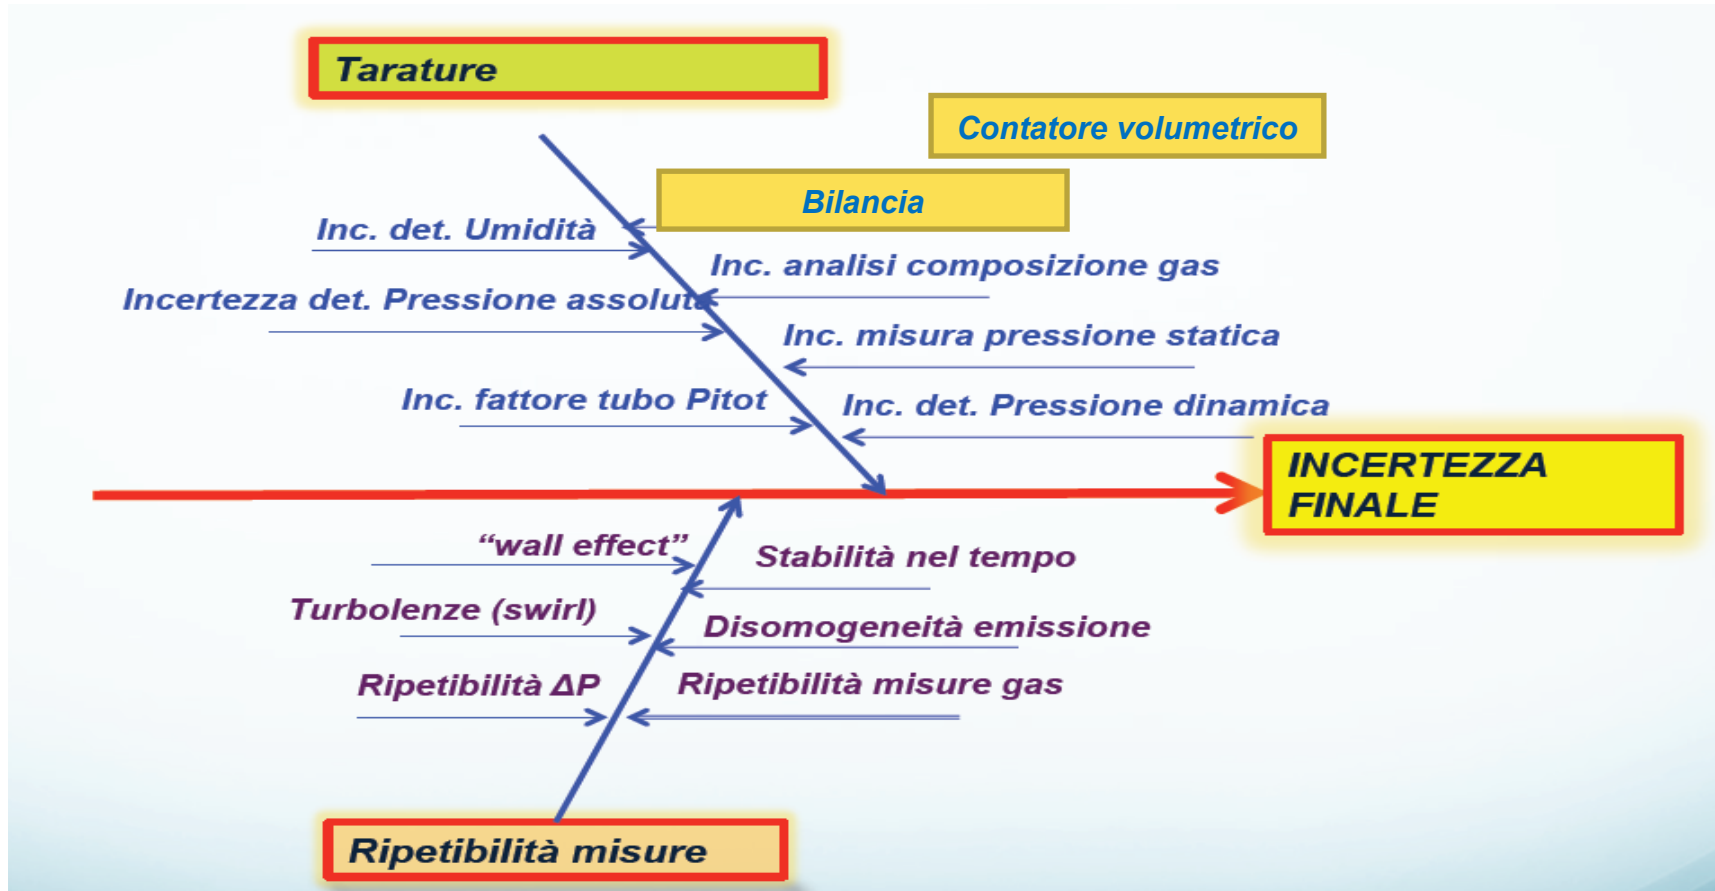 Tarature
Contatore volumetrico
Bilancia
Inc. det. Umidità
Inc. analisi composizione gas
Incertezza det. Pressione assoluta
Inc. misura pressione statica
Inc. fattore tubo Pitot
Inc. det. Pressione dinamica
INCERTEZZA
FINALE
“wall effect”
Stabilità nel tempo
Turbolenze (swirl)
Disomogeneità emissione
Ripetibilità ΔP
Ripetibilità misure gas
Ripetibilità misure